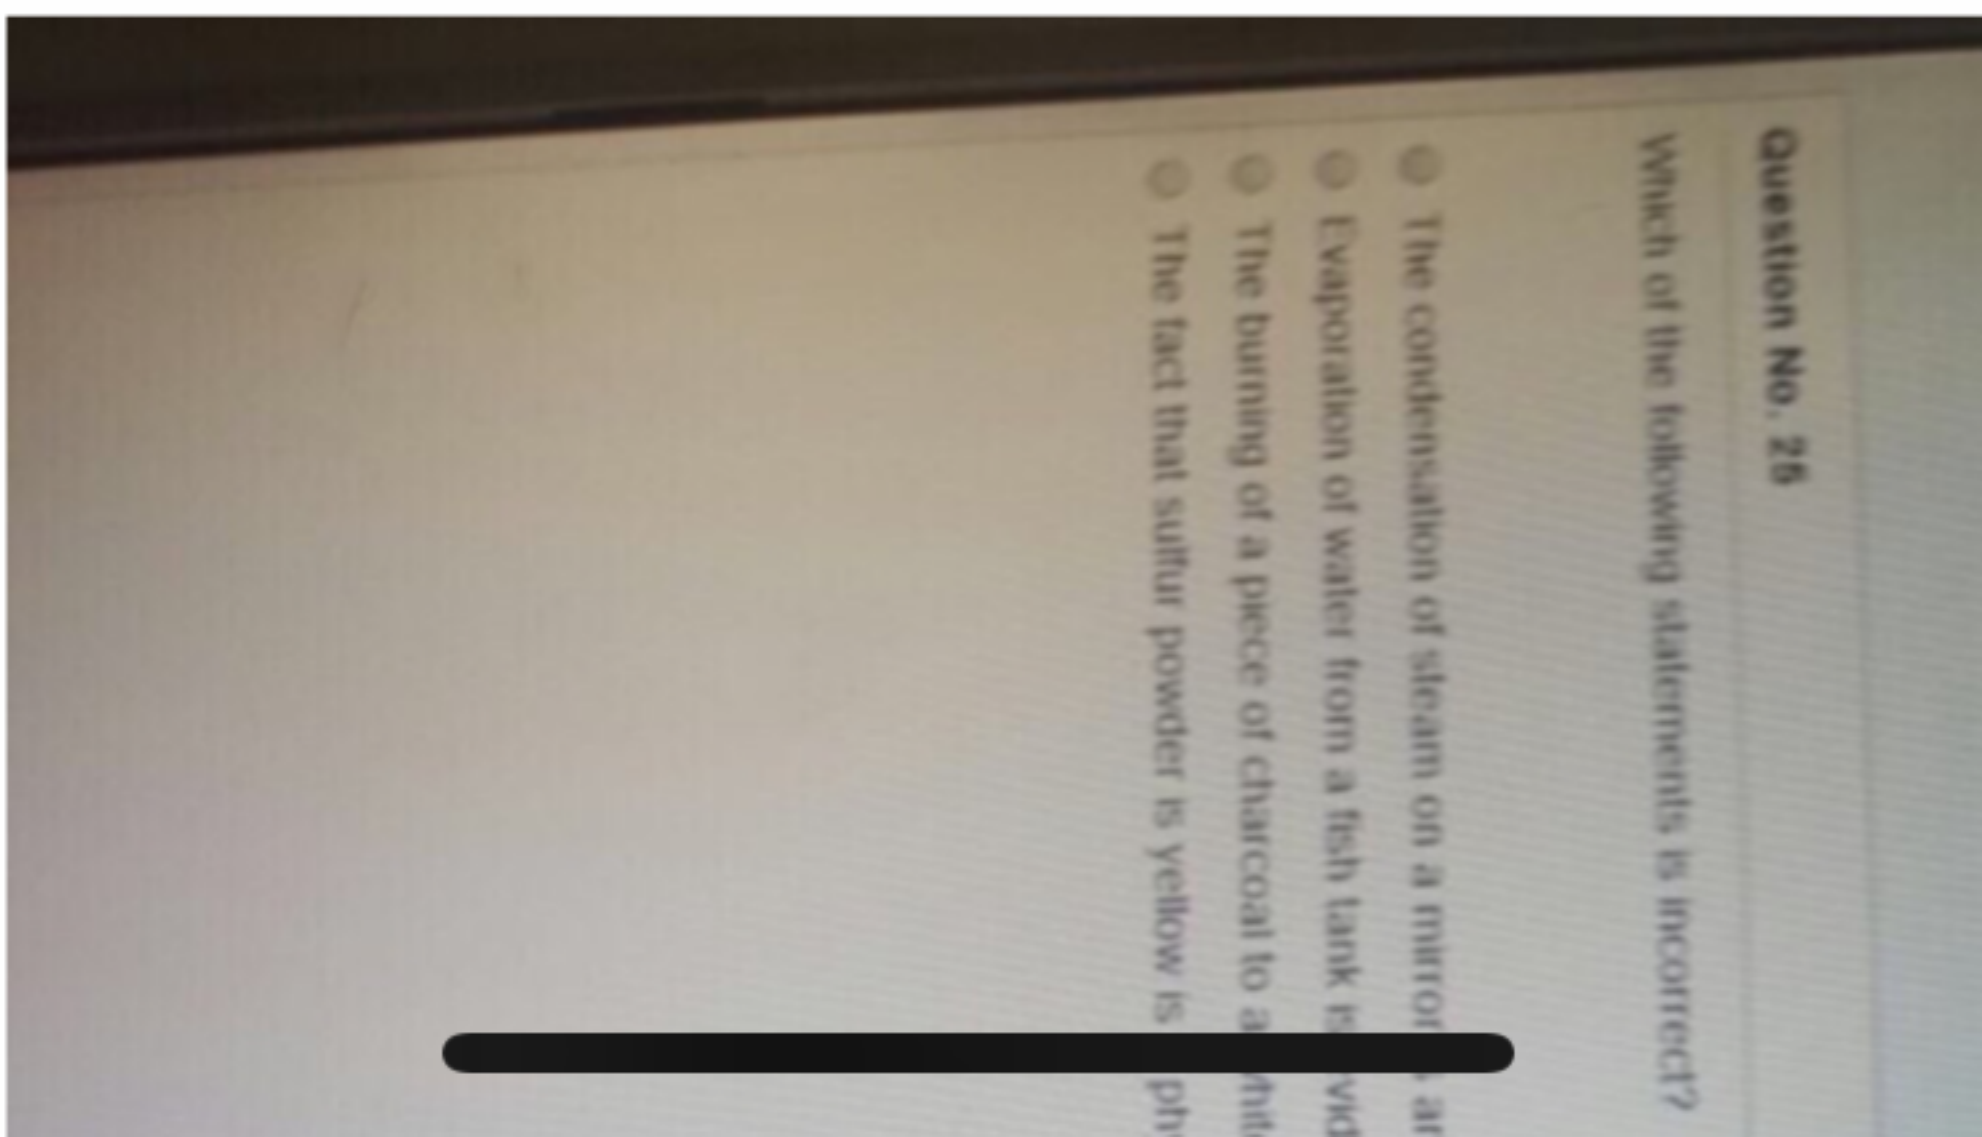 Question No. 26
Which of the following statements is incorrect?
The condensation of steam on a mirror
Evaporation of water from a fish tank is
The burning of a piece of charcoal to a
The fact that sulfur powder is yellow is